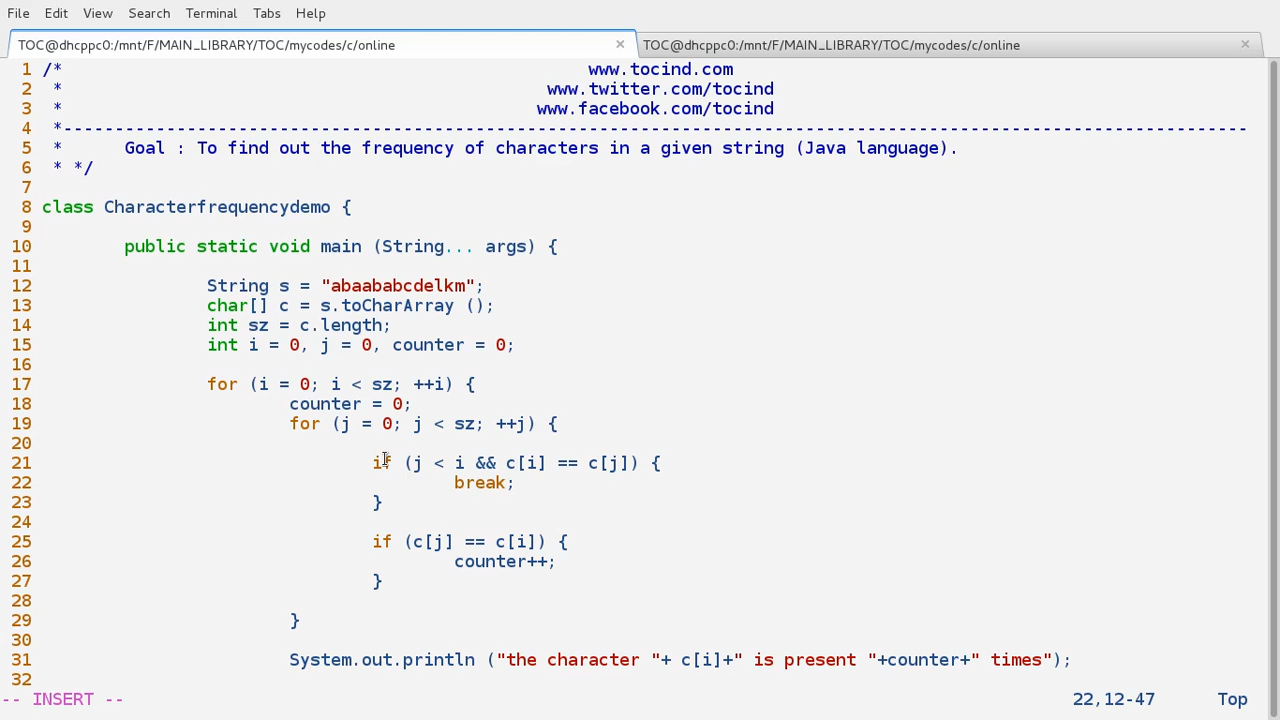 File Edit View Search Terminal Tabs Help
TOC@dhcppc0:/mnt/F/MAIN_LIBRARY/TOC/mycodes/c/online × TOC@dhcppc0:/mnt/F/MAIN_LIBRARY/TOC/mycodes/c/online ×
1 /* www.tocind.com
2 * www.twitter.com/tocind
3 * www.facebook.com/tocind
4 *-------------------------------------------------------------------------------------------------------------------
5 * Goal : To find out the frequency of characters in a given string (Java language).
6 * */
7
8 class Characterfrequencydemo {
9
10 public static void main (String... args) {
11
12 String s = "abaababcdelkm";
13 char[] c = s.toCharArray ();
14 int sz = c.length;
15 int i = 0, j = 0, counter = 0;
16
17 for (i = 0; i < sz; ++i) {
18 counter = 0;
19 for (j = 0; j < sz; ++j) {
20
21 if (j < i && c[i] == c[j]) {
22 break;
23 }
24
25 if (c[j] == c[i]) {
26 counter++;
27 }
28
29 }
30
31 System.out.println ("the character "+ c[i]+" is present "+counter+" times");
32
-- INSERT -- 22,12-47 Top